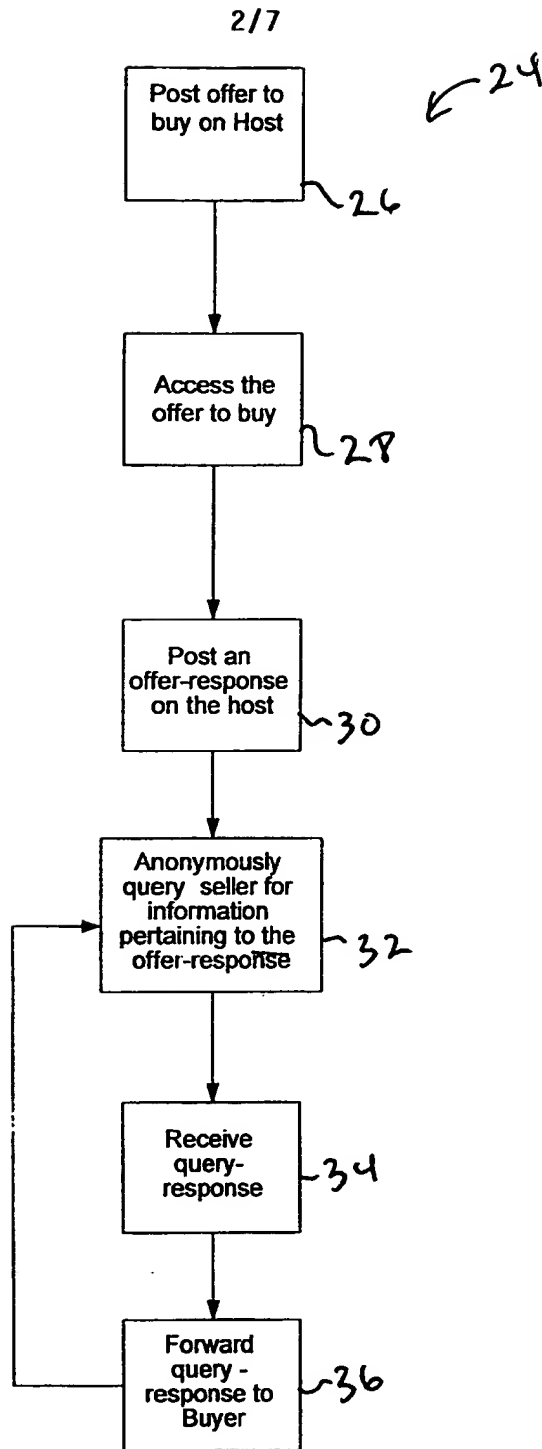 2/7
24
Post offer to
buy on Host
26
Access the
offer to buy
28
Post an
offer-response
on the host
30
Anonymously
query seller for
information
pertaining to the
offer-response
32
Receive
query-
response
34
Forward
query -
response to
Buyer
36